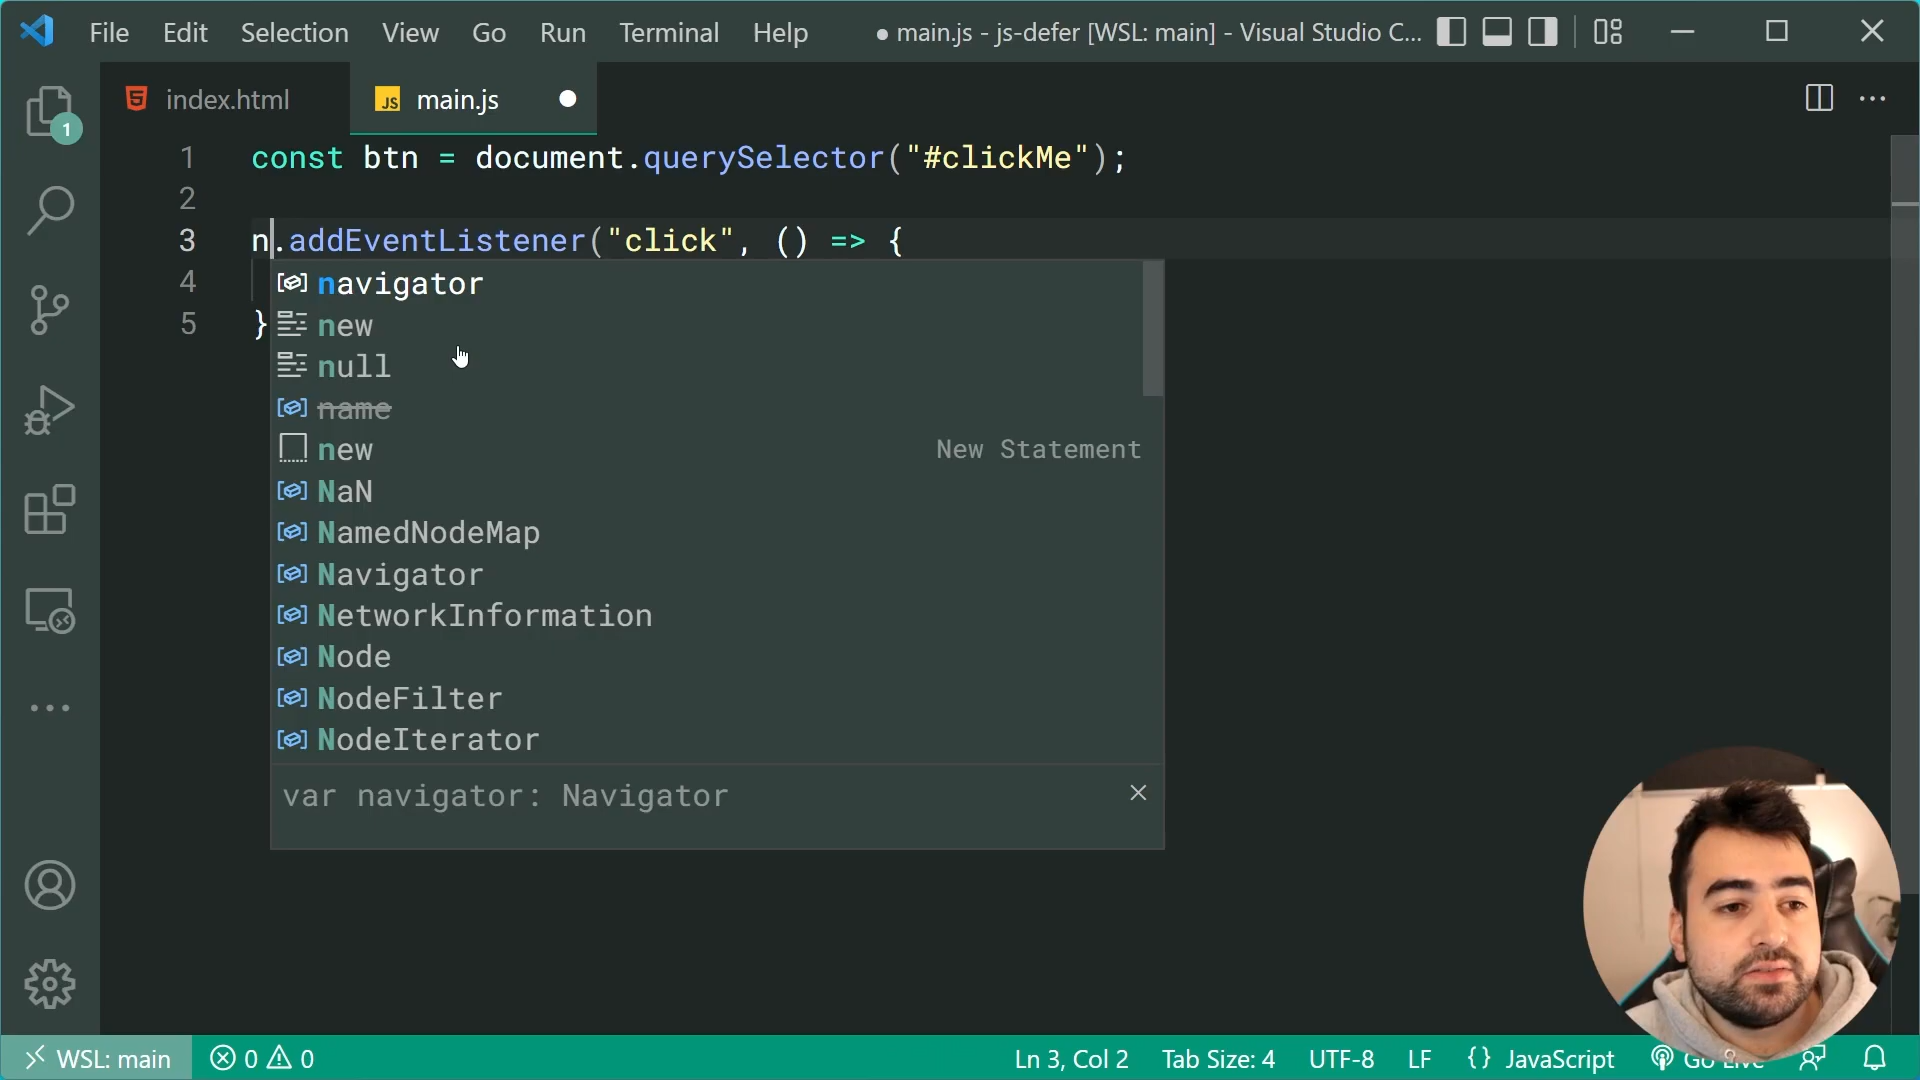 File Edit Selection View Go Run Terminal Help ● main.js - js-defer [WSL: main] - Visual Studio C...
1
index.html JS main.js
1 const btn = document.querySelector("#clickMe");
2
3 n.addEventListener("click", () => {
4
5 }
navigator
new
null
name
new New Statement
NaN
NamedNodeMap
Navigator
NetworkInformation
Node
NodeFilter
NodeIterator
var navigator: Navigator
WSL: main 0 0 Ln 3, Col 2 Tab Size: 4 UTF-8 LF {} JavaScript Go Live